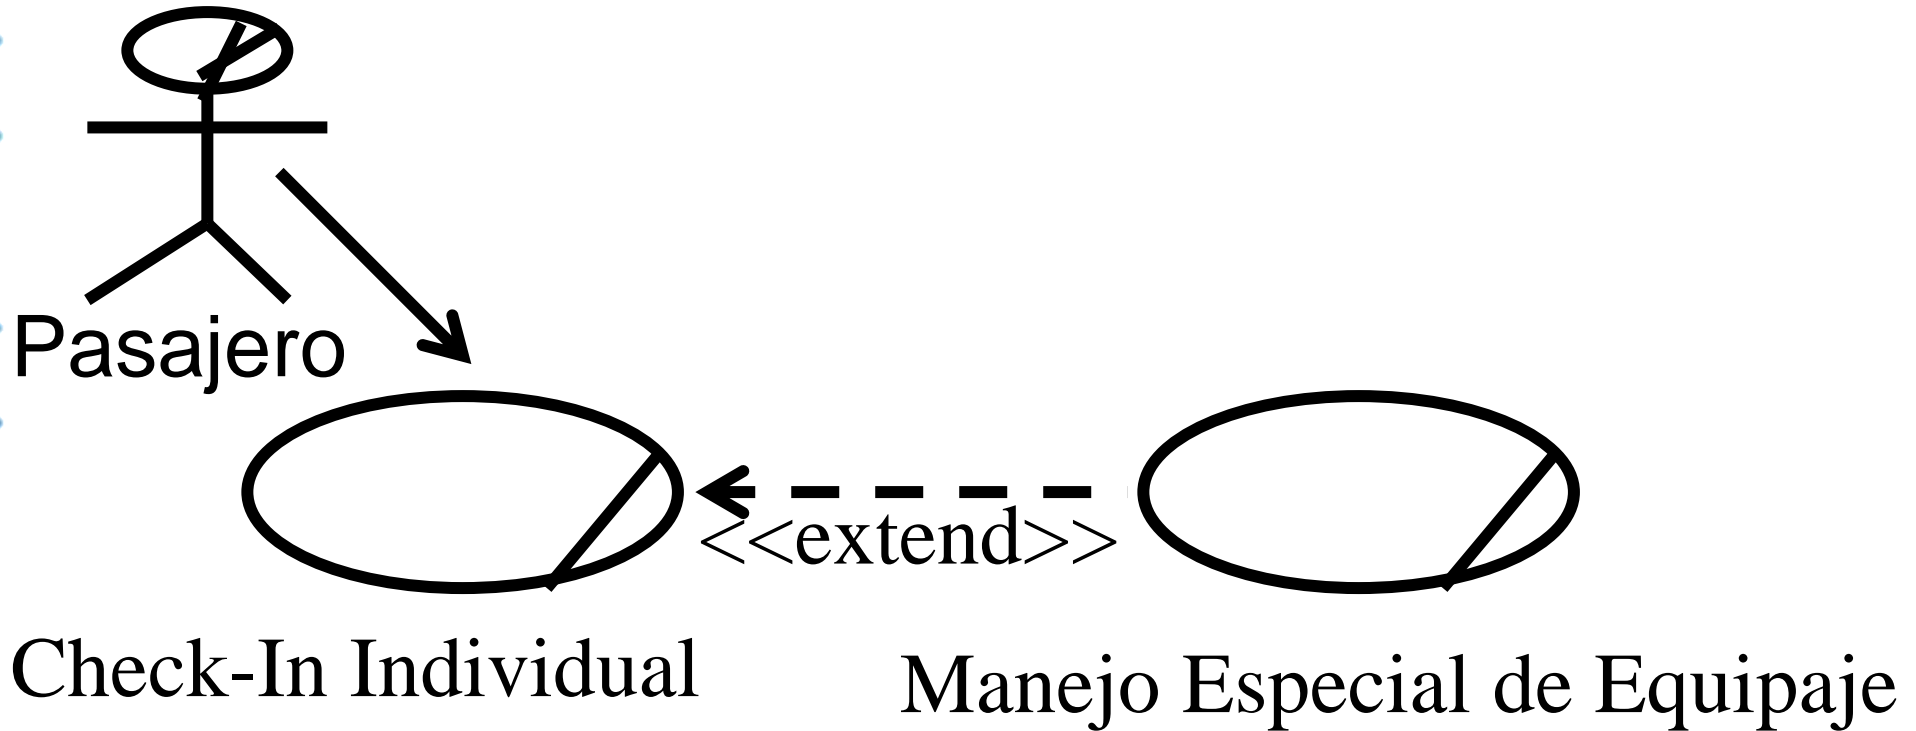 Pasajero
<<extend>>
Check-In Individual
Manejo Especial de Equipaje